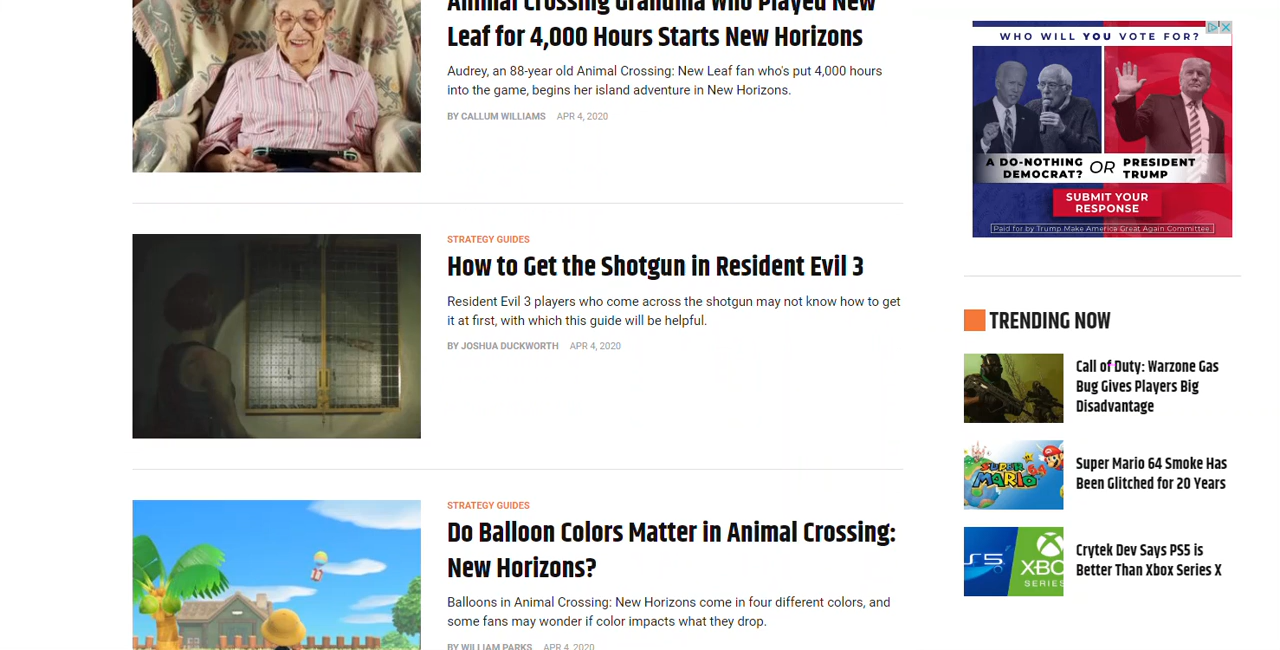 Animal Crossing Grandma Who Played New
Leaf for 4,000 Hours Starts New Horizons
Audrey, an 88-year old Animal Crossing: New Leaf fan who's put 4,000 hours
into the game, begins her island adventure in New Horizons.
BY CALLUM WILLIAMS APR 4, 2020
STRATEGY GUIDES
How to Get the Shotgun in Resident Evil 3
Resident Evil 3 players who come across the shotgun may not know how to get
it at first, with which this guide will be helpful.
BY JOSHUA DUCKWORTH APR 4, 2020
STRATEGY GUIDES
Do Balloon Colors Matter in Animal Crossing:
New Horizons?
Balloons in Animal Crossing: New Horizons come in four different colors, and
some fans may wonder if color impacts what they drop.
BY WILLIAM PARKS APR 4, 2020
WHO WILL YOU VOTE FOR?
A DO-NOTHING
DEMOCRAT?
OR
PRESIDENT
TRUMP
SUBMIT YOUR
RESPONSE
Paid for by Trump Make America Great Again Committee.
TRENDING NOW
Call of Duty: Warzone Gas
Bug Gives Players Big
Disadvantage
SUPER
MARIO
64
Super Mario 64 Smoke Has
Been Glitched for 20 Years
S5
XBO
SERIES
Crytek Dev Says PS5 is
Better Than Xbox Series X